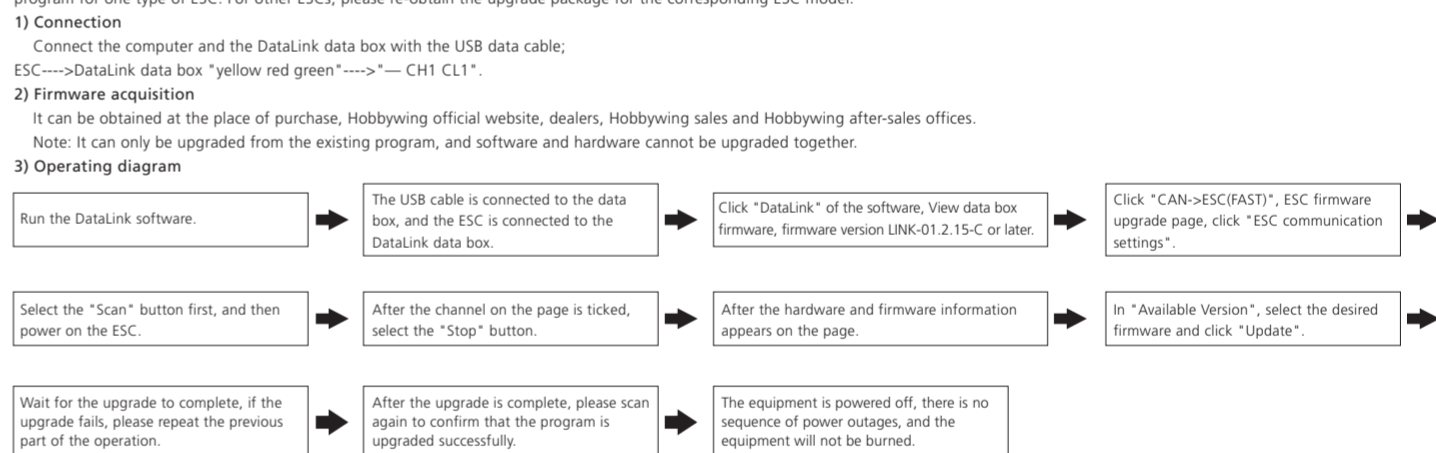 program for one type of ESC. For other ESCs, please re-obtain the upgrade package for the corresponding ESC model.
1) Connection
Connect the computer and the DataLink data box with the USB data cable;
ESC---->DataLink data box "yellow red green"---->"— CH1 CL1".
2) Firmware acquisition
It can be obtained at the place of purchase, Hobbywing official website, dealers, Hobbywing sales and Hobbywing after-sales offices.
Note: It can only be upgraded from the existing program, and software and hardware cannot be upgraded together.
3) Operating diagram
Run the DataLink software.
The USB cable is connected to the data
box, and the ESC is connected to the
DataLink data box.
Click "DataLink" of the software, View data box
firmware, firmware version LINK-01.2.15-C or later.
Click "CAN->ESC(FAST)", ESC firmware
upgrade page, click "ESC communication
settings".
Select the "Scan" button first, and then
power on the ESC.
After the channel on the page is ticked,
select the "Stop" button.
After the hardware and firmware information
appears on the page.
In "Available Version", select the desired
firmware and click "Update".
Wait for the upgrade to complete, if the
upgrade fails, please repeat the previous
part of the operation.
After the upgrade is complete, please scan
again to confirm that the program is
upgraded successfully.
The equipment is powered off, there is no
sequence of power outages, and the
equipment will not be burned.